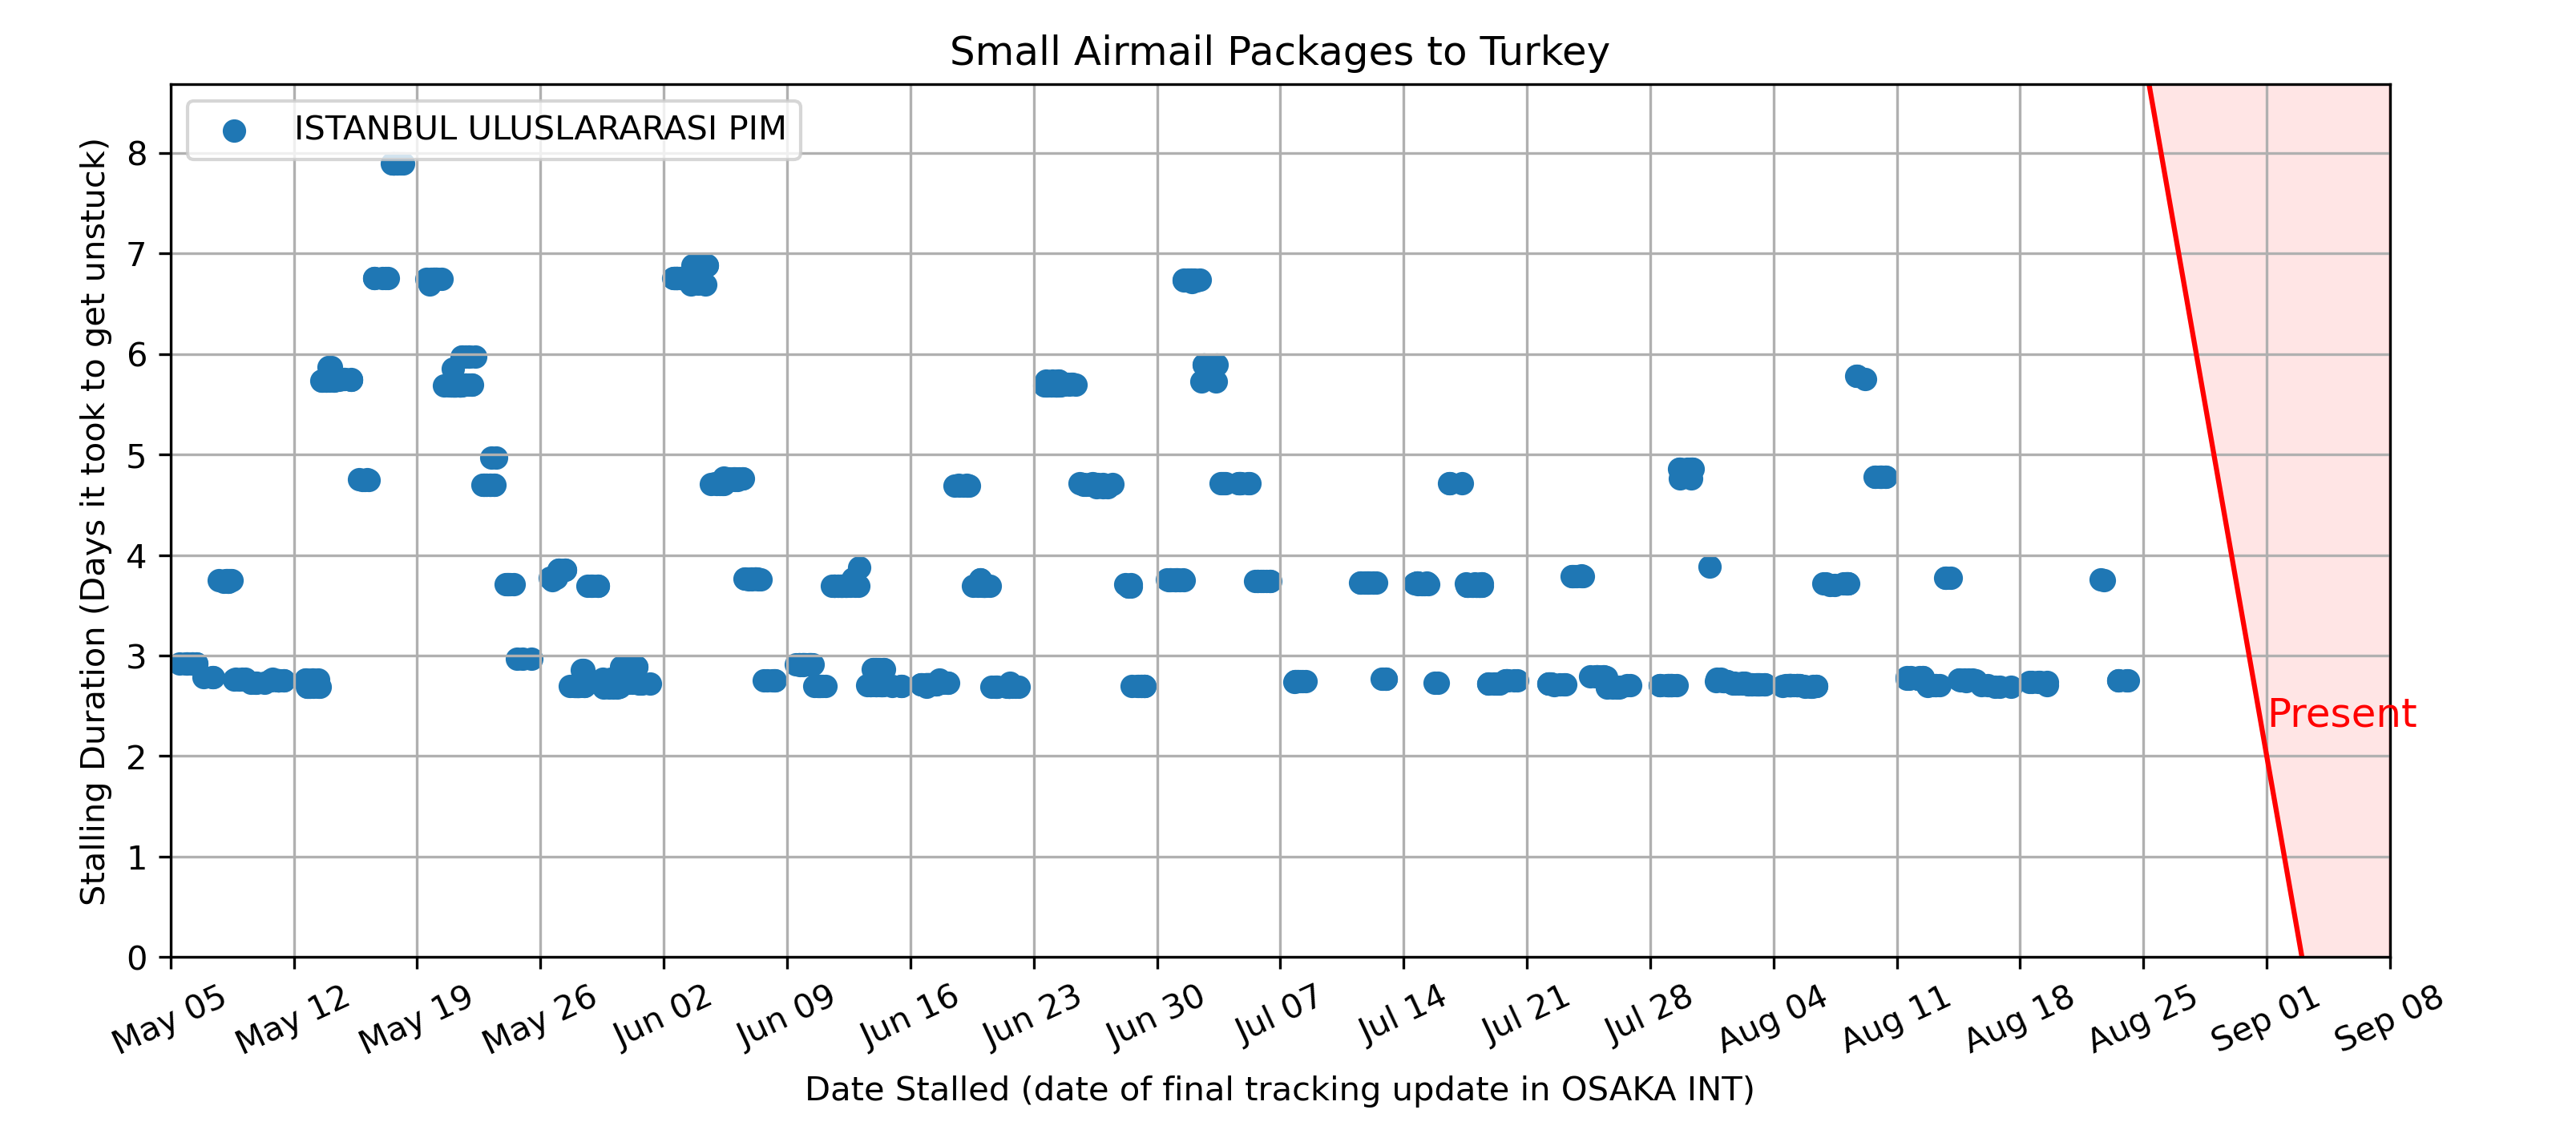 Small Airmail Packages to Turkey
ISTANBUL ULUSLARARASI PIM
Stalling Duration (Days it took to get unstuck)
8
7
6
5
4
3
2
1
0
Present
May 05
May 12
May 19
May 26
Jun 02
Jun 09
Jun 16
Jun 23
Jun 30
Jul 07
Jul 14
Jul 21
Jul 28
Aug 04
Aug 11
Aug 18
Aug 25
Sep 01
Sep 08
Date Stalled (date of final tracking update in OSAKA INT)